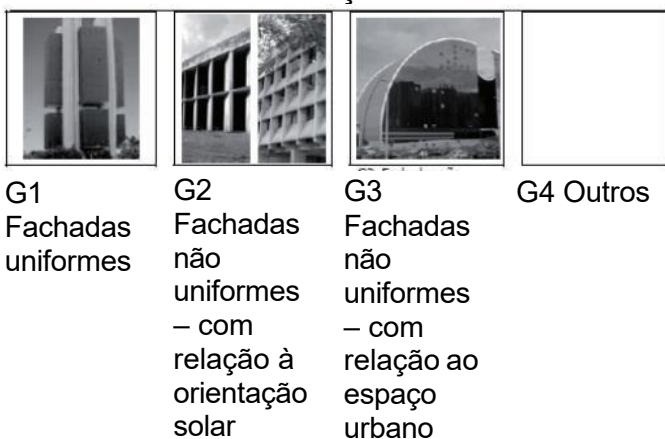 G1
Fachadas
uniformes
G2
Fachadas
não
uniformes
– com
relação à
orientação
solar
G3
Fachadas
não
uniformes
– com
relação ao
espaço
urbano
G4 Outros